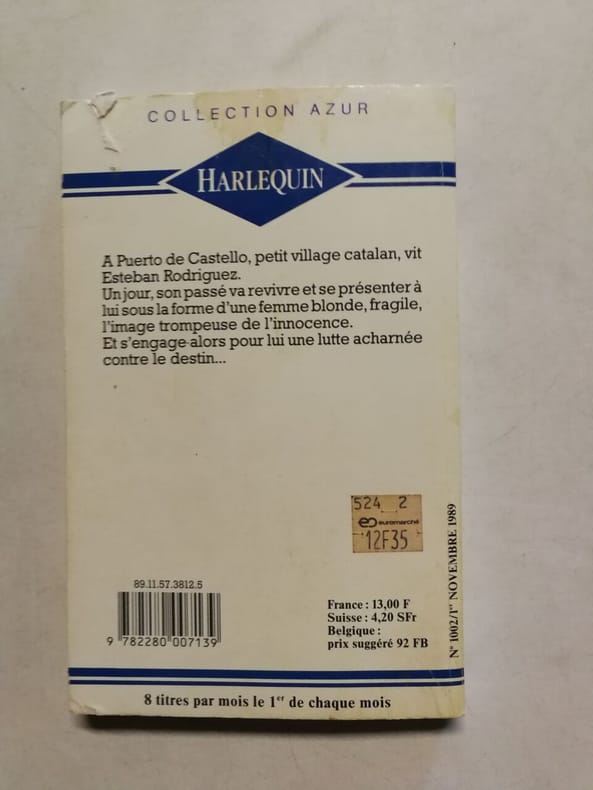 COLLECTION AZUR
HARLEQUIN
A Puerto de Castello, petit village catalan, vit
Esteban Rodriguez.
Un jour, son passé va revivre et se présenter à
lui sous la forme d'une femme blonde, fragile,
l'image trompeuse de l'innocence.
Et s'engage alors pour lui une lutte acharnée
contre le destin...
524 2
euromarché
12F35
89.11.57.3812.5
9 782280 007139
France : 13,00 F
Suisse : 4,20 SFr
Belgique :
prix suggéré 92 FB
N° 1002/1er NOVEMBRE 1989
8 titres par mois le 1er de chaque mois